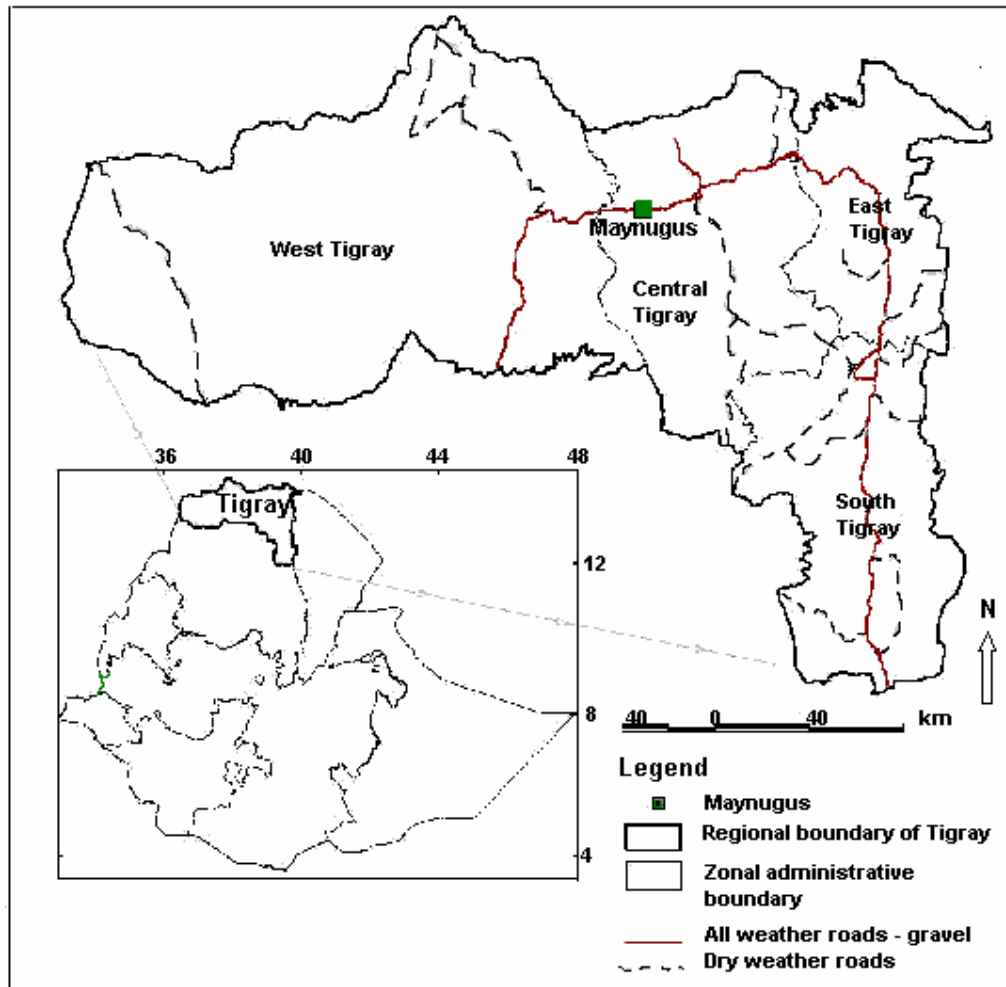 West Tigray
Maynugus
East
Tigray
Central
Tigray
South
Tigray
36
40
44
48
Tigray
12
8
4
N
40
0
40
km
Legend
Maynugus
Regional boundary of Tigray
Zonal administrative
boundary
All weather roads - gravel
Dry weather roads